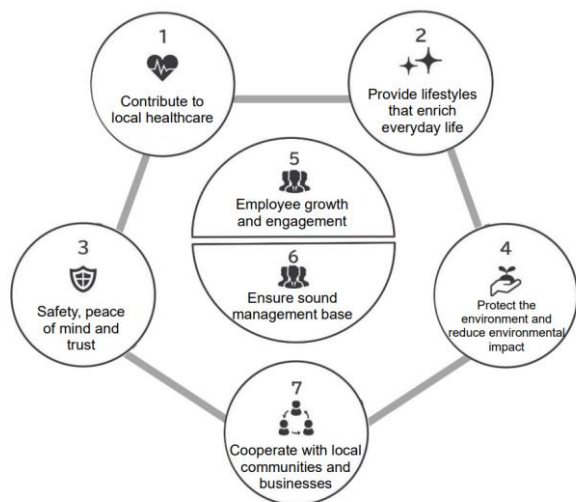 1
Contribute to
local healthcare
2
Provide lifestyles
that enrich
everyday life
5
Employee growth
and engagement
6
Ensure sound
management base
3
Safety, peace
of mind and
trust
4
Protect the
environment and
reduce environmental
impact
7
Cooperate with local
communities and
businesses